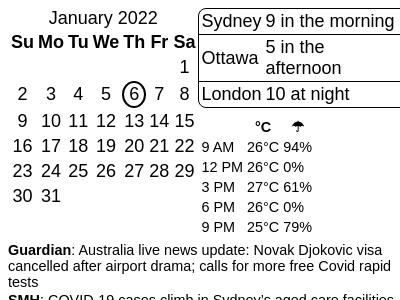 January 2022
Su Mo Tu We Th Fr Sa
1
2 3 4 5 6 7 8
9 10 11 12 13 14 15
16 17 18 19 20 21 22
23 24 25 26 27 28 29
30 31
Sydney 9 in the morning
Ottawa 5 in the
afternoon
London 10 at night
°C ☂
9 AM 26°C 94%
12 PM 26°C 0%
3 PM 27°C 61%
6 PM 26°C 0%
9 PM 25°C 79%
Guardian: Australia live news update: Novak Djokovic visa
cancelled after airport drama; calls for more free Covid rapid
tests
SMH: COVID-19 cases climb in Sydney's aged care facilities